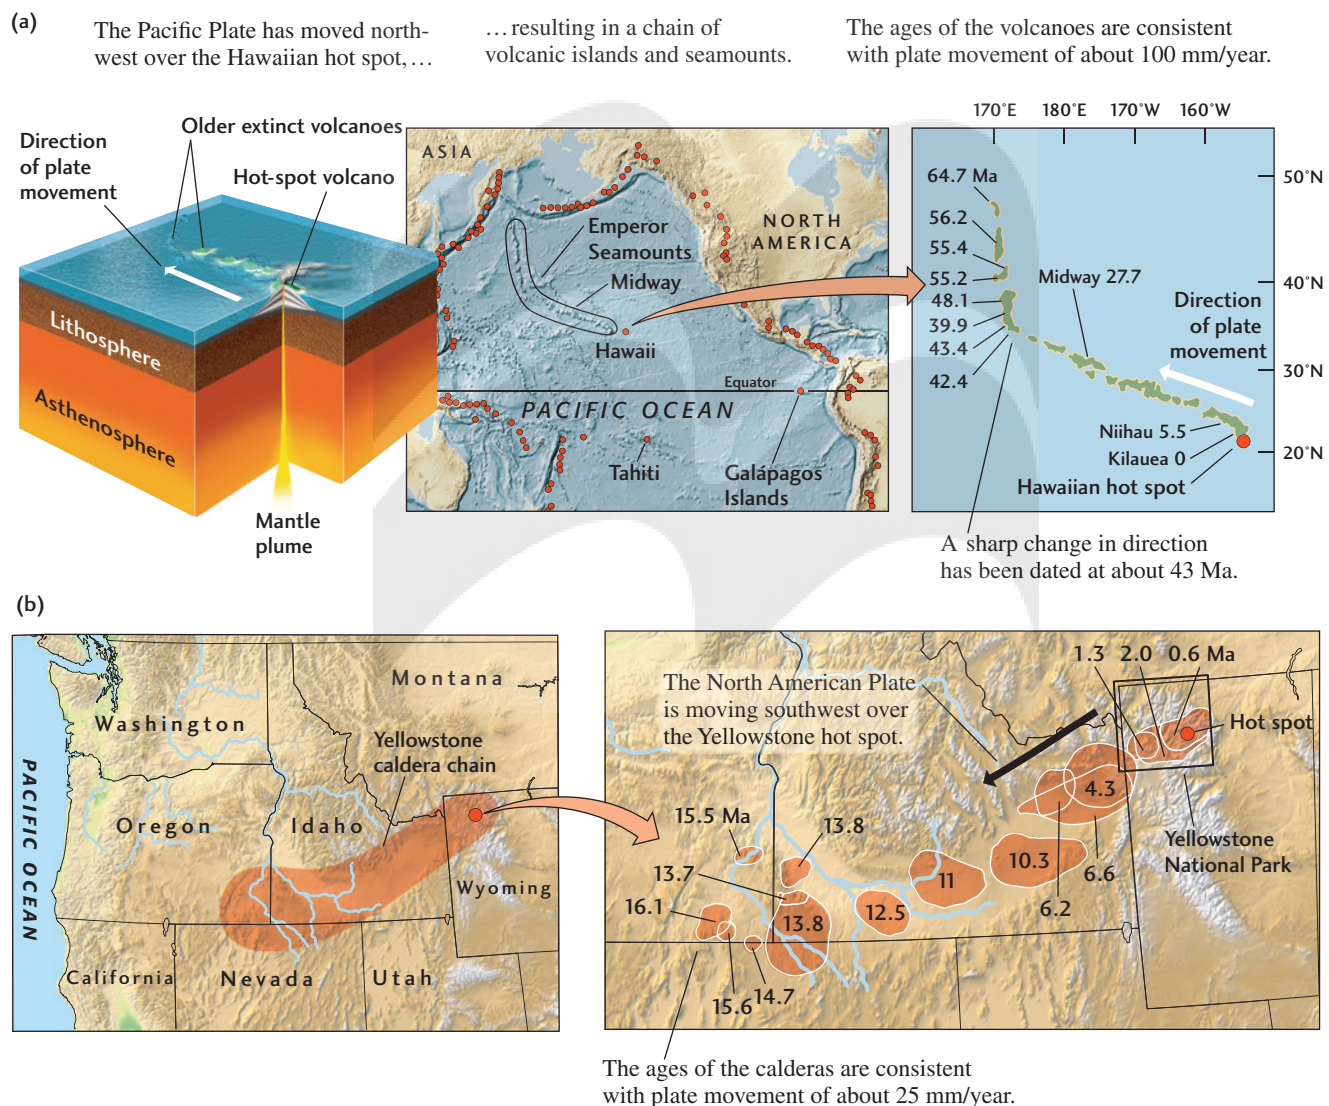 (a)
The Pacific Plate has moved north-
west over the Hawaiian hot spot,…
…resulting in a chain of
volcanic islands and seamounts.
The ages of the volcanoes are consistent
with plate movement of about 100 mm/year.
Direction
of plate
movement
Older extinct volcanoes
Hot-spot volcano
Lithosphere
Asthenosphere
Mantle
plume
ASIA
NORTH
AMERICA
Emperor
Seamounts
Midway
Hawaii
Equator
PACIFIC OCEAN
Tahiti
Galápagos
Islands
170°E 180°E 170°W 160°W
50°N
40°N
30°N
20°N
64.7 Ma
56.2
55.4
55.2
48.1
39.9
43.4
42.4
Midway 27.7
Direction
of plate
movement
Niihau 5.5
Kilauea 0
Hawaiian hot spot
A sharp change in direction
has been dated at about 43 Ma.
(b)
PACIFIC OCEAN
Washington
Montana
Yellowstone
caldera chain
Oregon
Idaho
Wyoming
California
Nevada
Utah
The North American Plate
is moving southwest over
the Yellowstone hot spot.
1.3 2.0 0.6 Ma
Hot spot
4.3
Yellowstone
National Park
15.5 Ma
13.8
13.7
16.1
13.8
12.5
11
10.3
6.6
6.2
15.6
14.7
The ages of the calderas are consistent
with plate movement of about 25 mm/year.